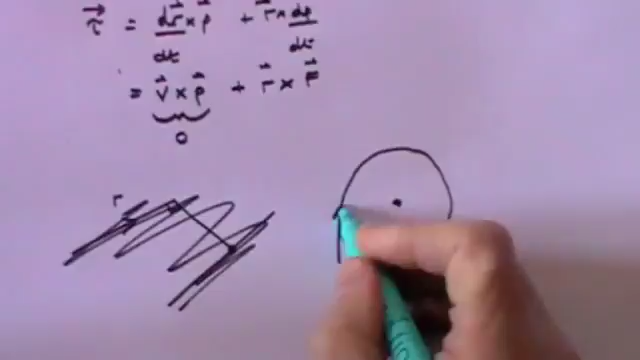 τ⃗ = dr⃗/dt × p⃗ + r⃗ × dp⃗/dt
= v⃗ × p⃗ + r⃗ × F⃗
0
r